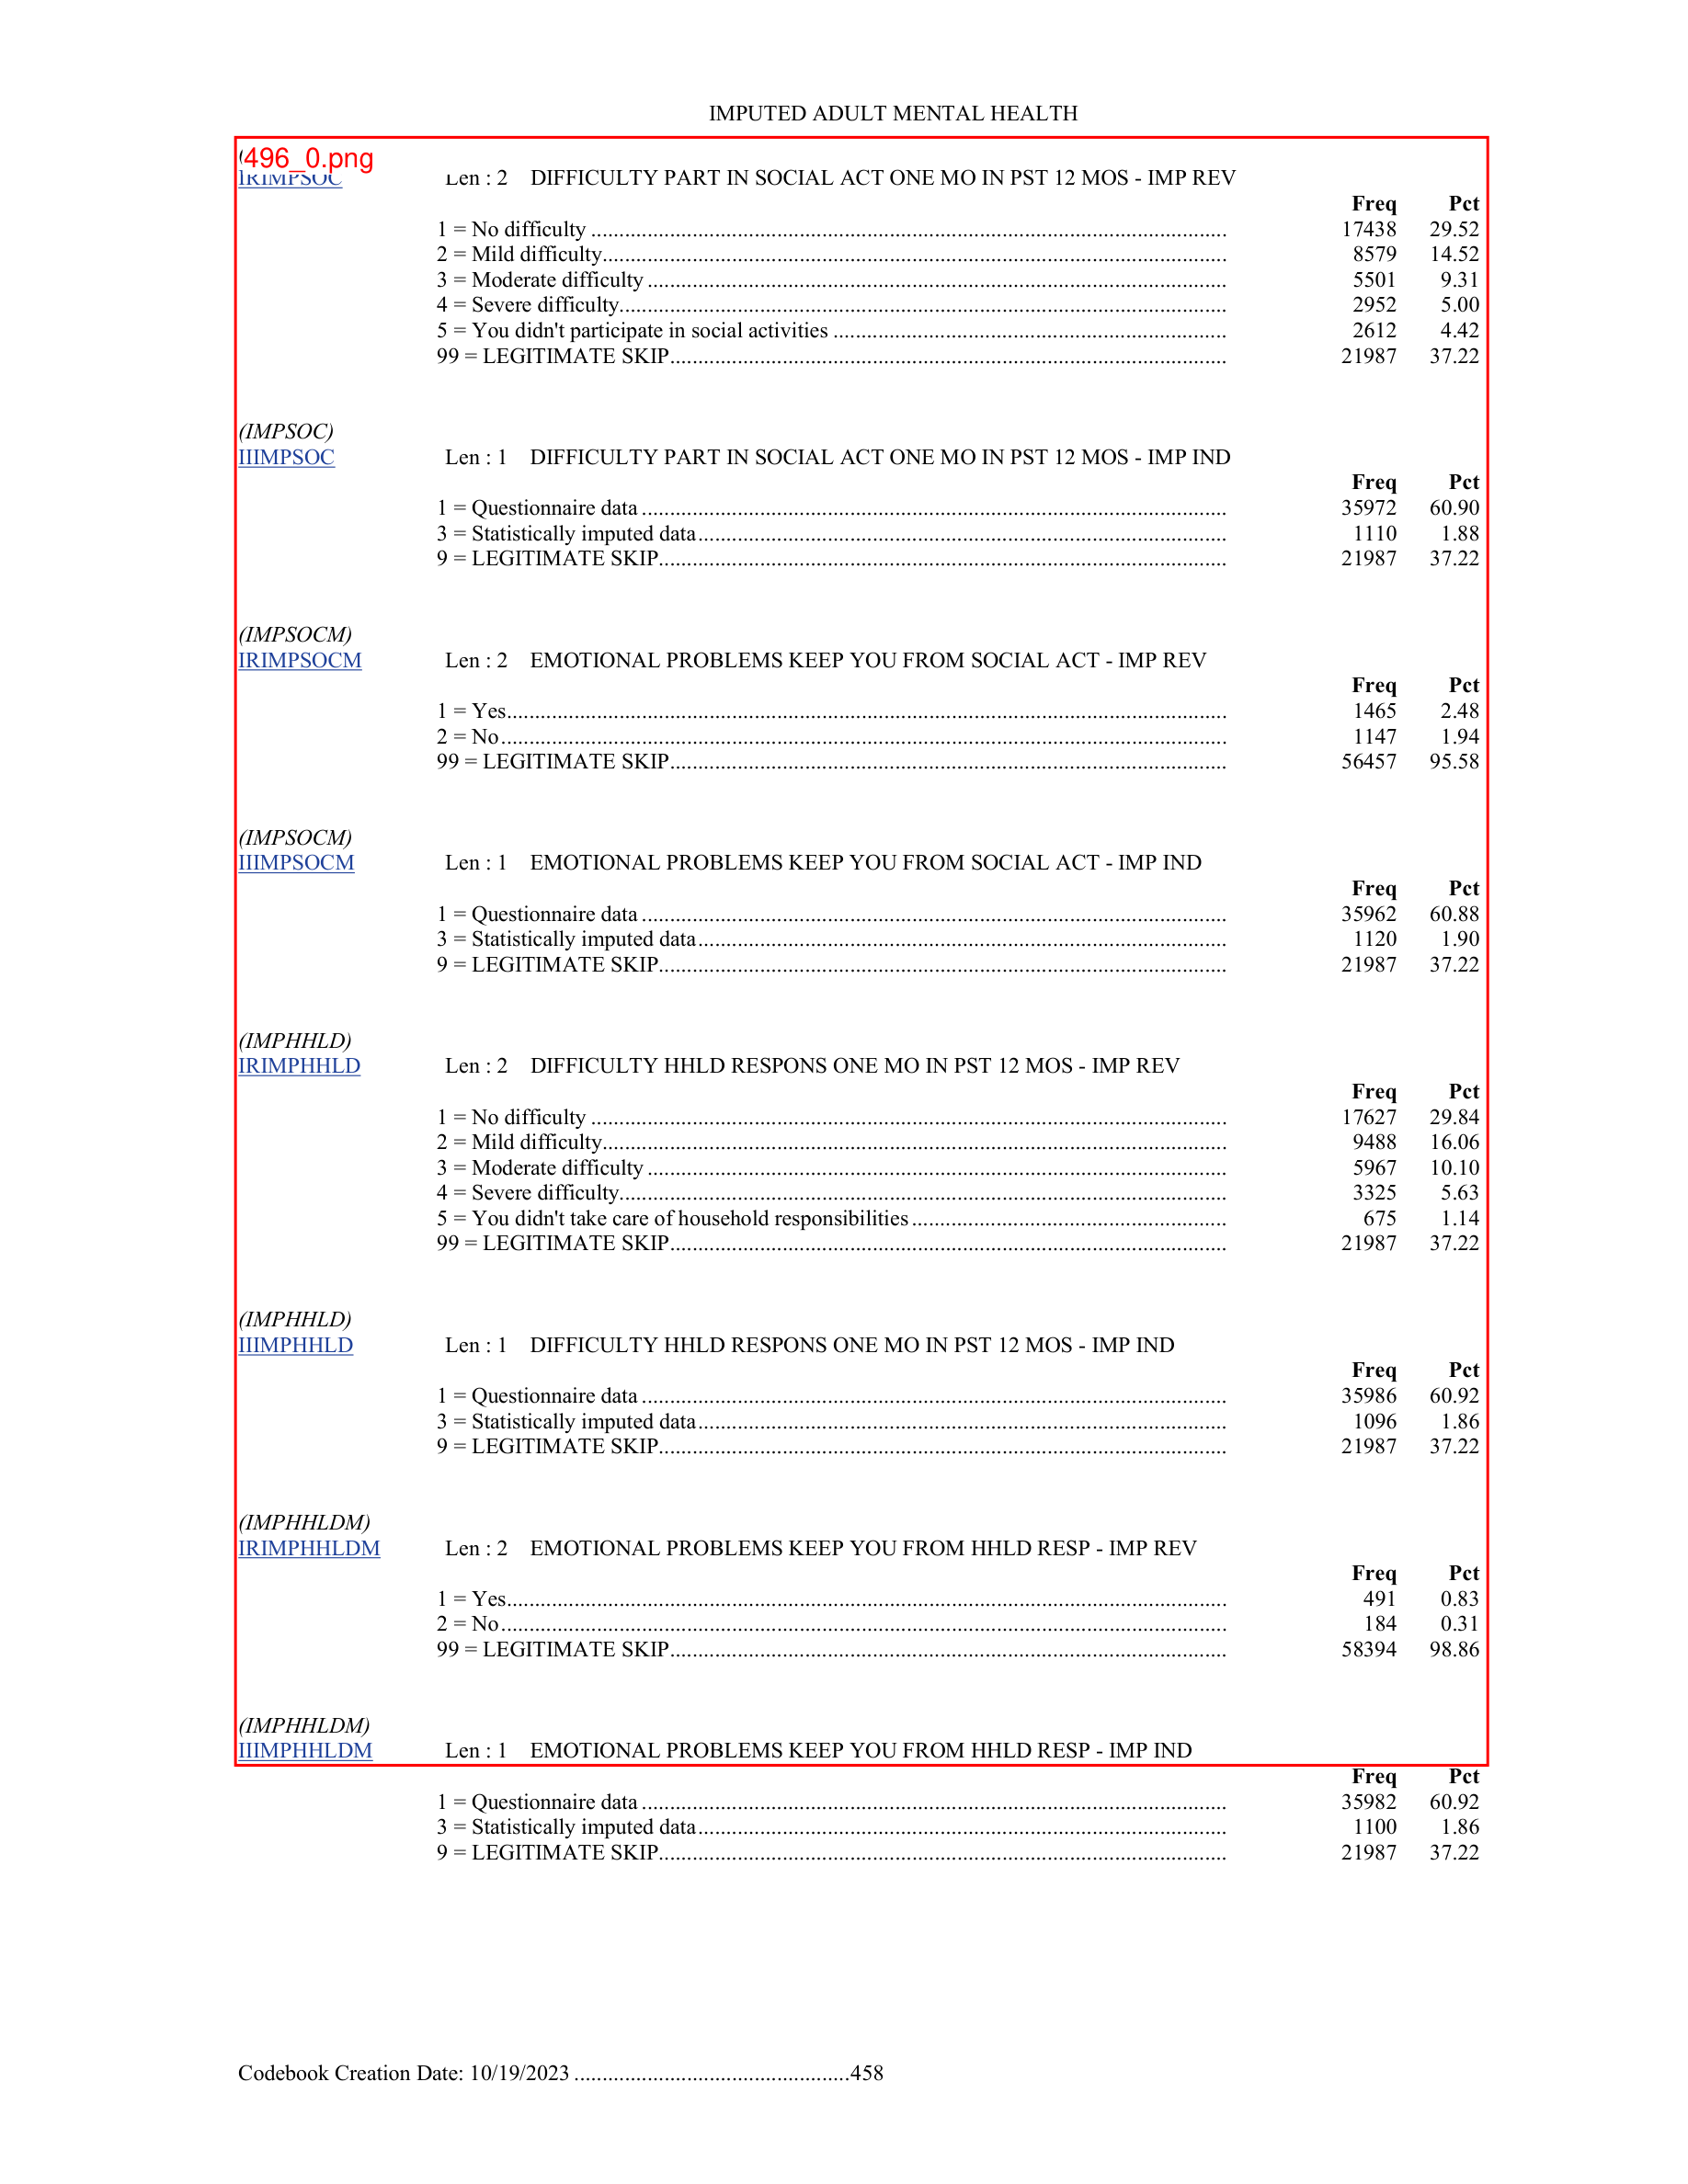 IMPUTED ADULT MENTAL HEALTH
496_0.png
IRIMPSOC Len : 2 DIFFICULTY PART IN SOCIAL ACT ONE MO IN PST 12 MOS - IMP REV
Freq Pct
1 = No difficulty ................ 17438 29.52
2 = Mild difficulty................ 8579 14.52
3 = Moderate difficulty ................ 5501 9.31
4 = Severe difficulty................ 2952 5.00
5 = You didn't participate in social activities ................ 2612 4.42
99 = LEGITIMATE SKIP................ 21987 37.22
(IMPSOC)
IIIMPSOC Len : 1 DIFFICULTY PART IN SOCIAL ACT ONE MO IN PST 12 MOS - IMP IND
Freq Pct
1 = Questionnaire data ................ 35972 60.90
3 = Statistically imputed data................ 1110 1.88
9 = LEGITIMATE SKIP................ 21987 37.22
(IMPSOCM)
IRIMPSOCM Len : 2 EMOTIONAL PROBLEMS KEEP YOU FROM SOCIAL ACT - IMP REV
Freq Pct
1 = Yes................ 1465 2.48
2 = No................ 1147 1.94
99 = LEGITIMATE SKIP................ 56457 95.58
(IMPSOCM)
IIIMPSOCM Len : 1 EMOTIONAL PROBLEMS KEEP YOU FROM SOCIAL ACT - IMP IND
Freq Pct
1 = Questionnaire data ................ 35962 60.88
3 = Statistically imputed data................ 1120 1.90
9 = LEGITIMATE SKIP................ 21987 37.22
(IMPHHLD)
IRIMPHHLD Len : 2 DIFFICULTY HHLD RESPONS ONE MO IN PST 12 MOS - IMP REV
Freq Pct
1 = No difficulty ................ 17627 29.84
2 = Mild difficulty................ 9488 16.06
3 = Moderate difficulty ................ 5967 10.10
4 = Severe difficulty................ 3325 5.63
5 = You didn't take care of household responsibilities ................ 675 1.14
99 = LEGITIMATE SKIP................ 21987 37.22
(IMPHHLD)
IIIMPHHLD Len : 1 DIFFICULTY HHLD RESPONS ONE MO IN PST 12 MOS - IMP IND
Freq Pct
1 = Questionnaire data ................ 35986 60.92
3 = Statistically imputed data................ 1096 1.86
9 = LEGITIMATE SKIP................ 21987 37.22
(IMPHHLDM)
IRIMPHHLDM Len : 2 EMOTIONAL PROBLEMS KEEP YOU FROM HHLD RESP - IMP REV
Freq Pct
1 = Yes................ 491 0.83
2 = No................ 184 0.31
99 = LEGITIMATE SKIP................ 58394 98.86
(IMPHHLDM)
IIIMPHHLDM Len : 1 EMOTIONAL PROBLEMS KEEP YOU FROM HHLD RESP - IMP IND
Freq Pct
1 = Questionnaire data ................ 35982 60.92
3 = Statistically imputed data................ 1100 1.86
9 = LEGITIMATE SKIP................ 21987 37.22
Codebook Creation Date: 10/19/2023 ................458